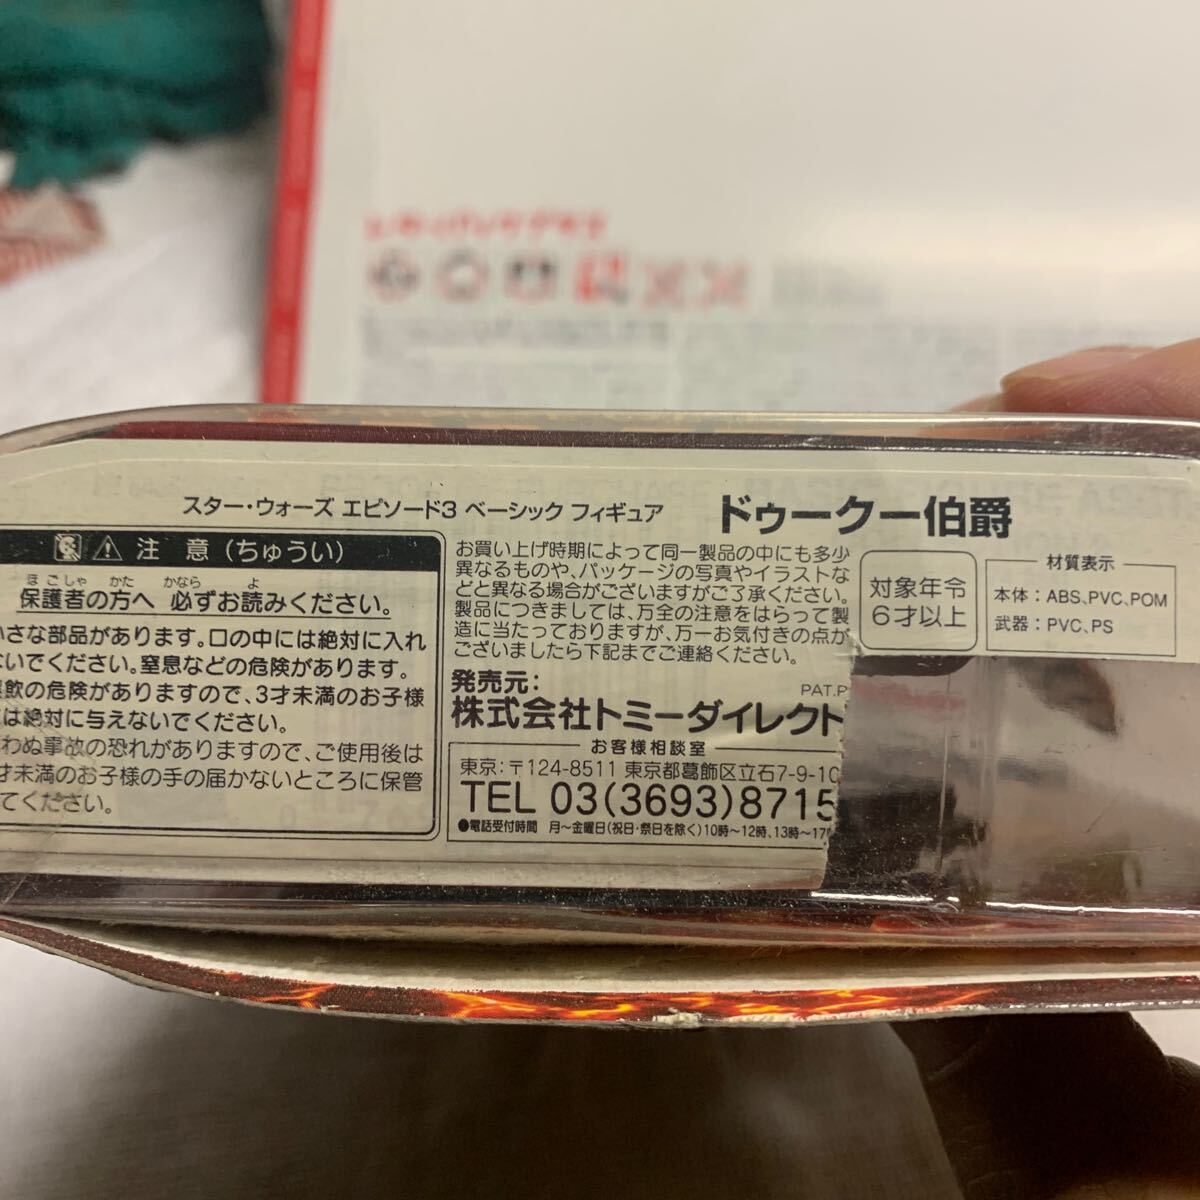 スター・ウォーズ エピソード3 ベーシック フィギュア ドゥークー伯爵
注意(ちゅうい)
ほごしゃ かた かなら よ
保護者の方へ 必ずお読みください。
さな部品があります。口の中には絶対に入れ
ないでください。窒息などの危険があります。
飲の危険がありますので、3才未満のお子様
は絶対に与えないでください。
わぬ事故の恐れがありますので、ご使用後は
才未満のお子様の手の届かないところに保管
てください。
お買い上げ時期によって同一製品の中にも多少
異なるものや、パッケージの写真やイラストな
どと異なる場合がございますがご了承ください。
製品につきましては、万全の注意をはらって製
造に当たっておりますが、万一お気付きの点が
ございましたら下記までご連絡ください。
発売元:
PAT.P
株式会社トミーダイレクト
お客様相談室
東京:〒124-8511 東京都葛飾区立石7-9-10
TEL 03(3693)8715
●電話受付時間 月~金曜日(祝日・祭日を除く)10時~12時、13時~17
対象年令
6才以上
材質表示
本体:ABS,PVC,POM
武器:PVC,PS